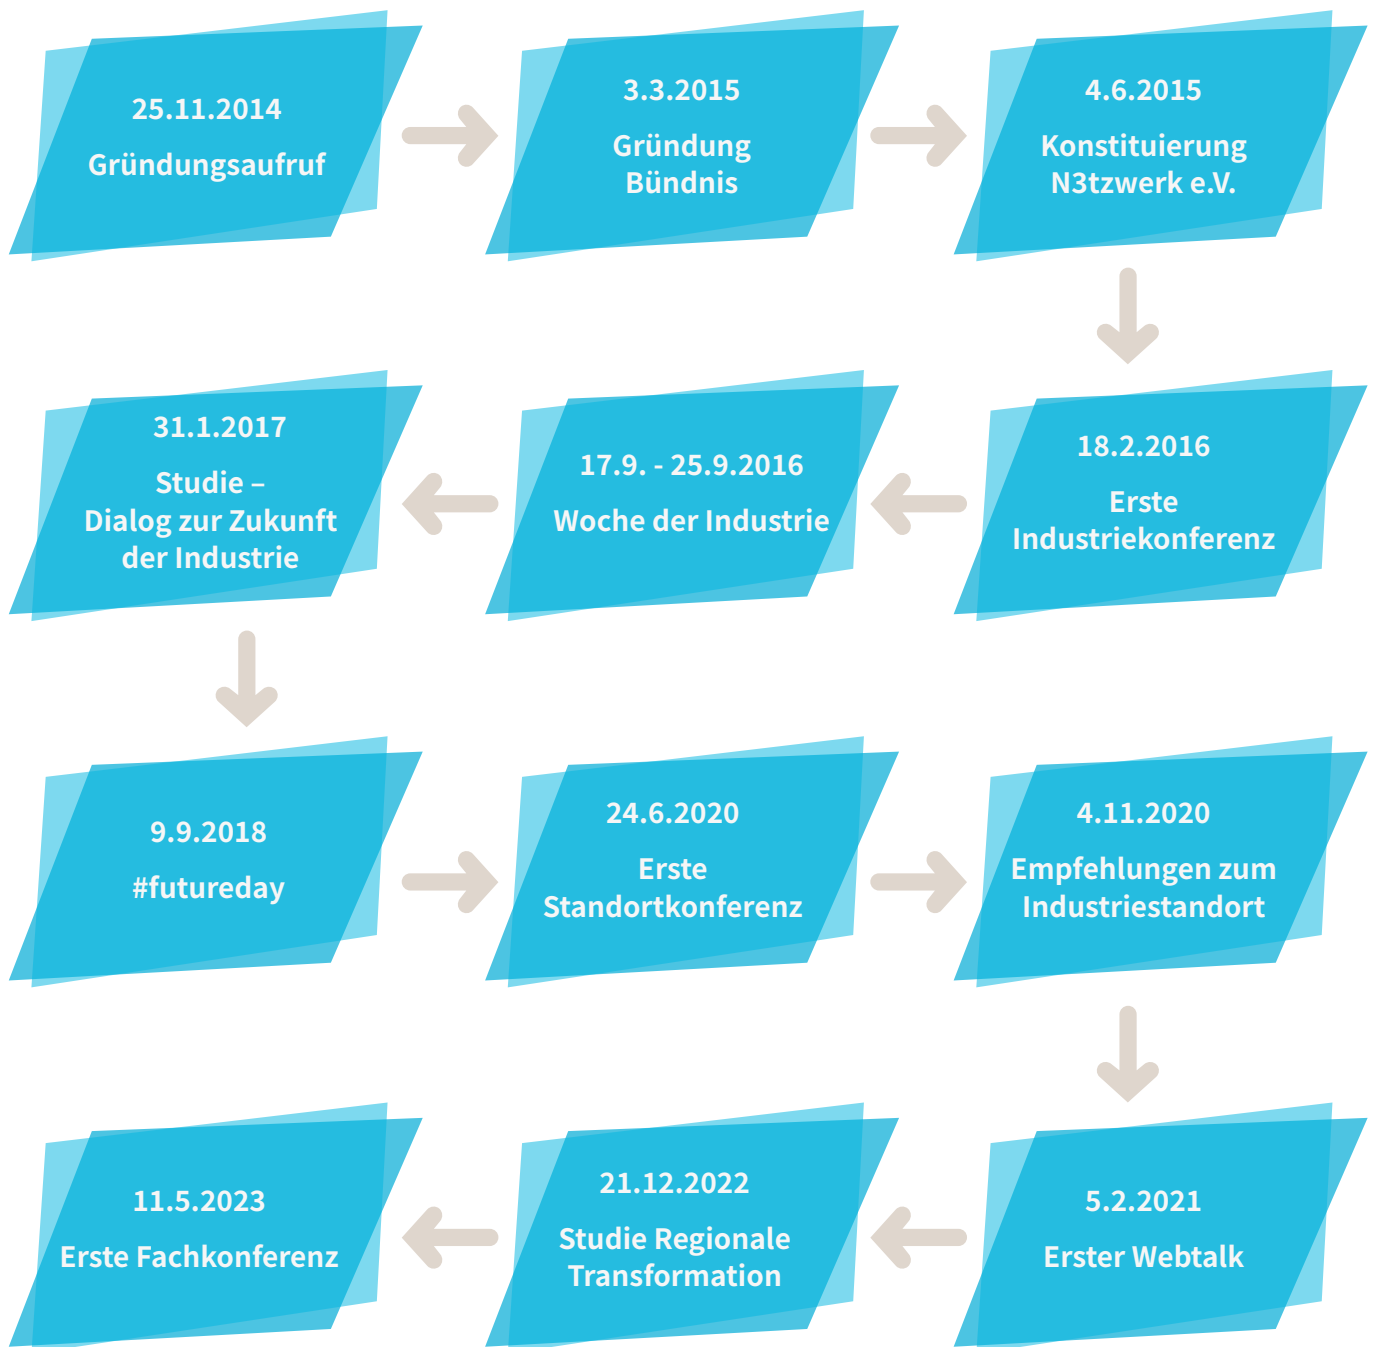 25.11.2014
Gründungsaufruf
3.3.2015
Gründung
Bündnis
4.6.2015
Konstituierung
N3tzwerk e.V.
18.2.2016
Erste
Industriekonferenz
17.9. - 25.9.2016
Woche der Industrie
31.1.2017
Studie –
Dialog zur Zukunft
der Industrie
9.9.2018
#futureday
24.6.2020
Erste
Standortkonferenz
4.11.2020
Empfehlungen zum
Industriestandort
5.2.2021
Erster Webtalk
21.12.2022
Studie Regionale
Transformation
11.5.2023
Erste Fachkonferenz